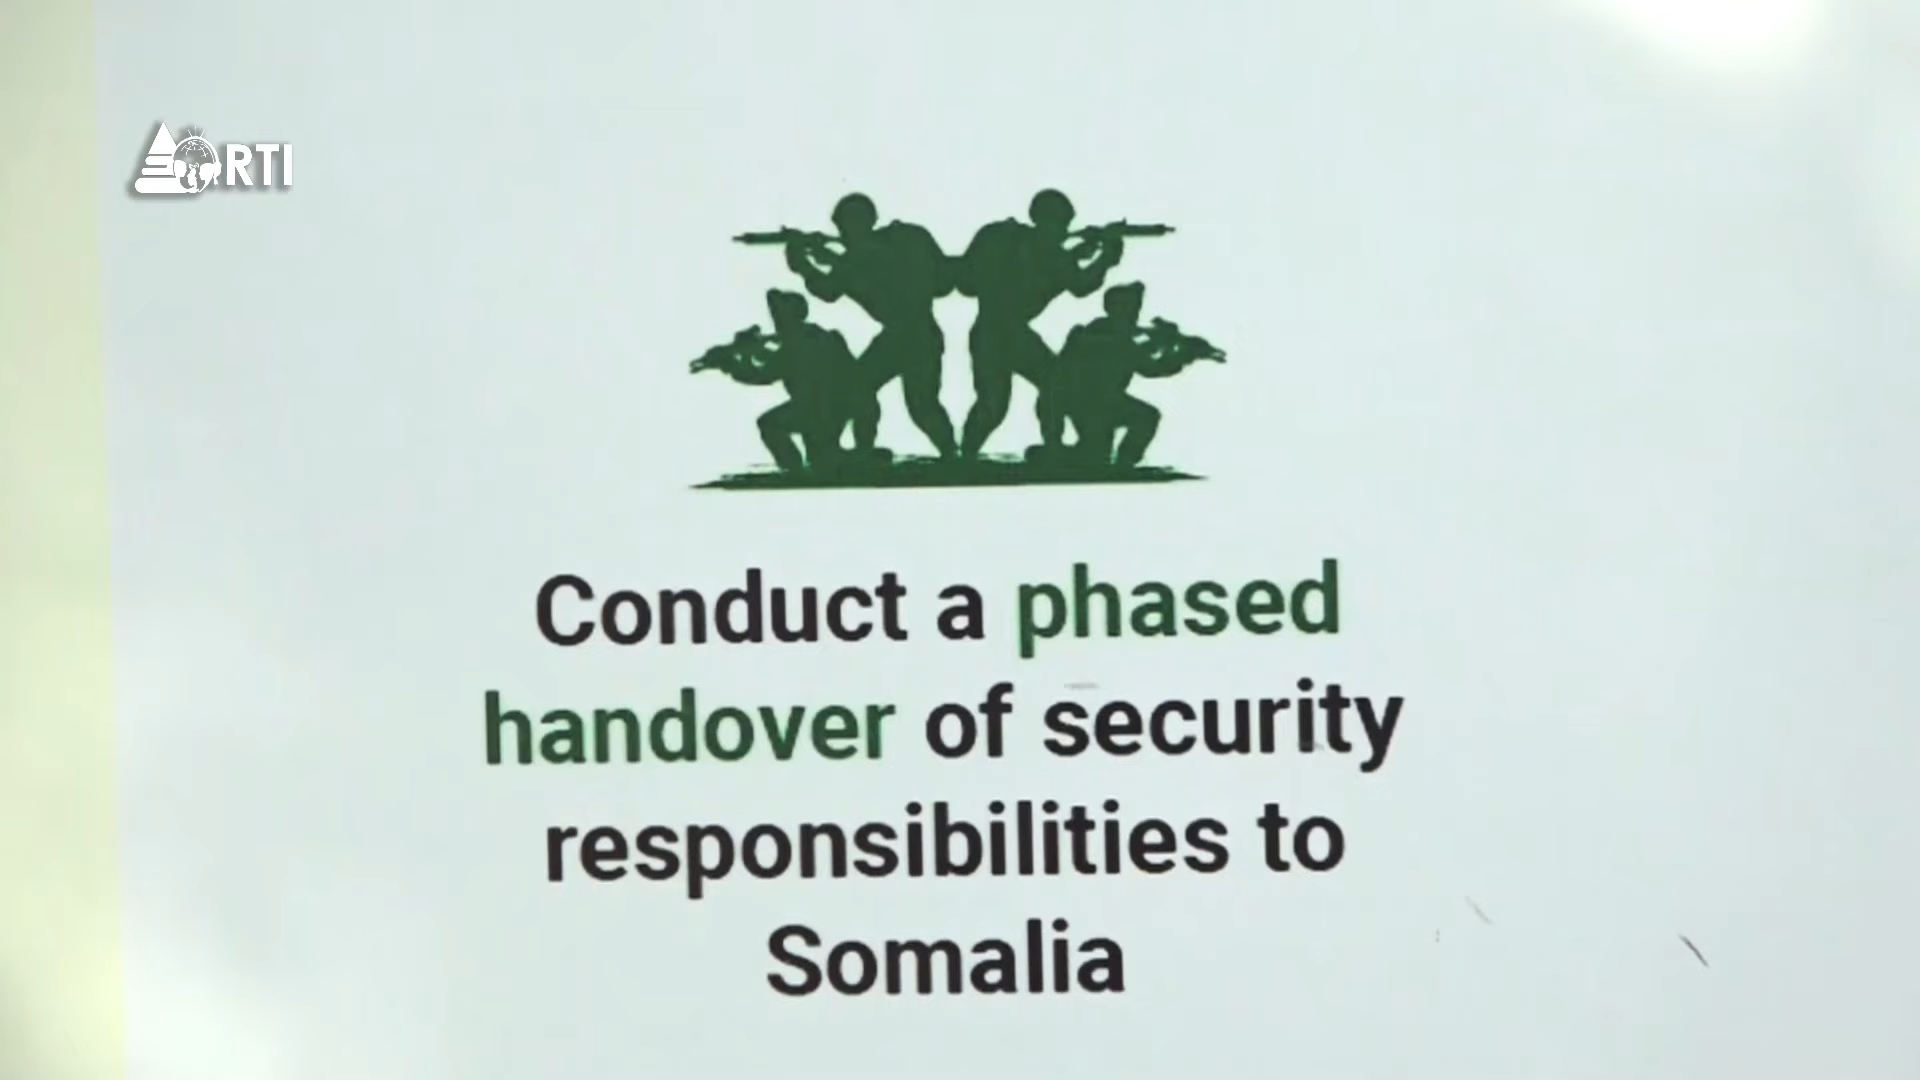 RTI
Conduct a phased
handover of security
responsibilities to
Somalia